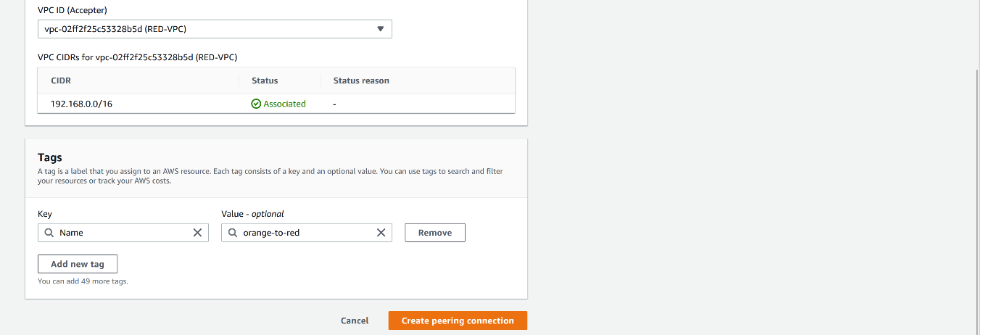 VPC ID (Accepter)
vpc-02ff2f25c53328b5d (RED-VPC)
VPC CIDRs for vpc-02ff2f25c53328b5d (RED-VPC)
CIDR Status Status reason
192.168.0.0/16 Associated -
Tags
A tag is a label that you assign to an AWS resource. Each tag consists of a key and an optional value. You can use tags to search and filter
your resources or track your AWS costs.
Key Value - optional
Name orange-to-red Remove
Add new tag
You can add 49 more tags.
Cancel Create peering connection